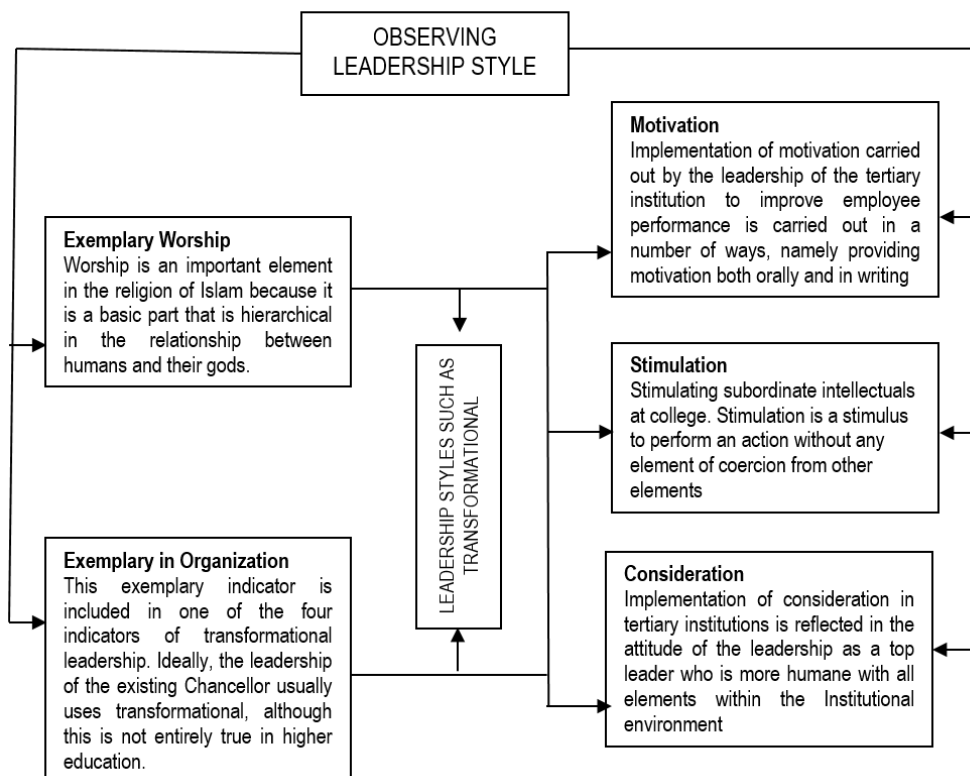 OBSERVING
LEADERSHIP STYLE
Exemplary Worship
Worship is an important element
in the religion of Islam because it
is a basic part that is hierarchical
in the relationship between
humans and their gods.
Exemplary in Organization
This exemplary indicator is
included in one of the four
indicators of transformational
leadership. Ideally, the leadership
of the existing Chancellor usually
uses transformational, although
this is not entirely true in higher
education.
LEADERSHIP STYLES SUCH AS
TRANSFORMATIONAL
Motivation
Implementation of motivation carried
out by the leadership of the tertiary
institution to improve employee
performance is carried out in a
number of ways, namely providing
motivation both orally and in writing
Stimulation
Stimulating subordinate intellectuals
at college. Stimulation is a stimulus
to perform an action without any
element of coercion from other
elements
Consideration
Implementation of consideration in
tertiary institutions is reflected in the
attitude of the leadership as a top
leader who is more humane with all
elements within the Institutional
environment